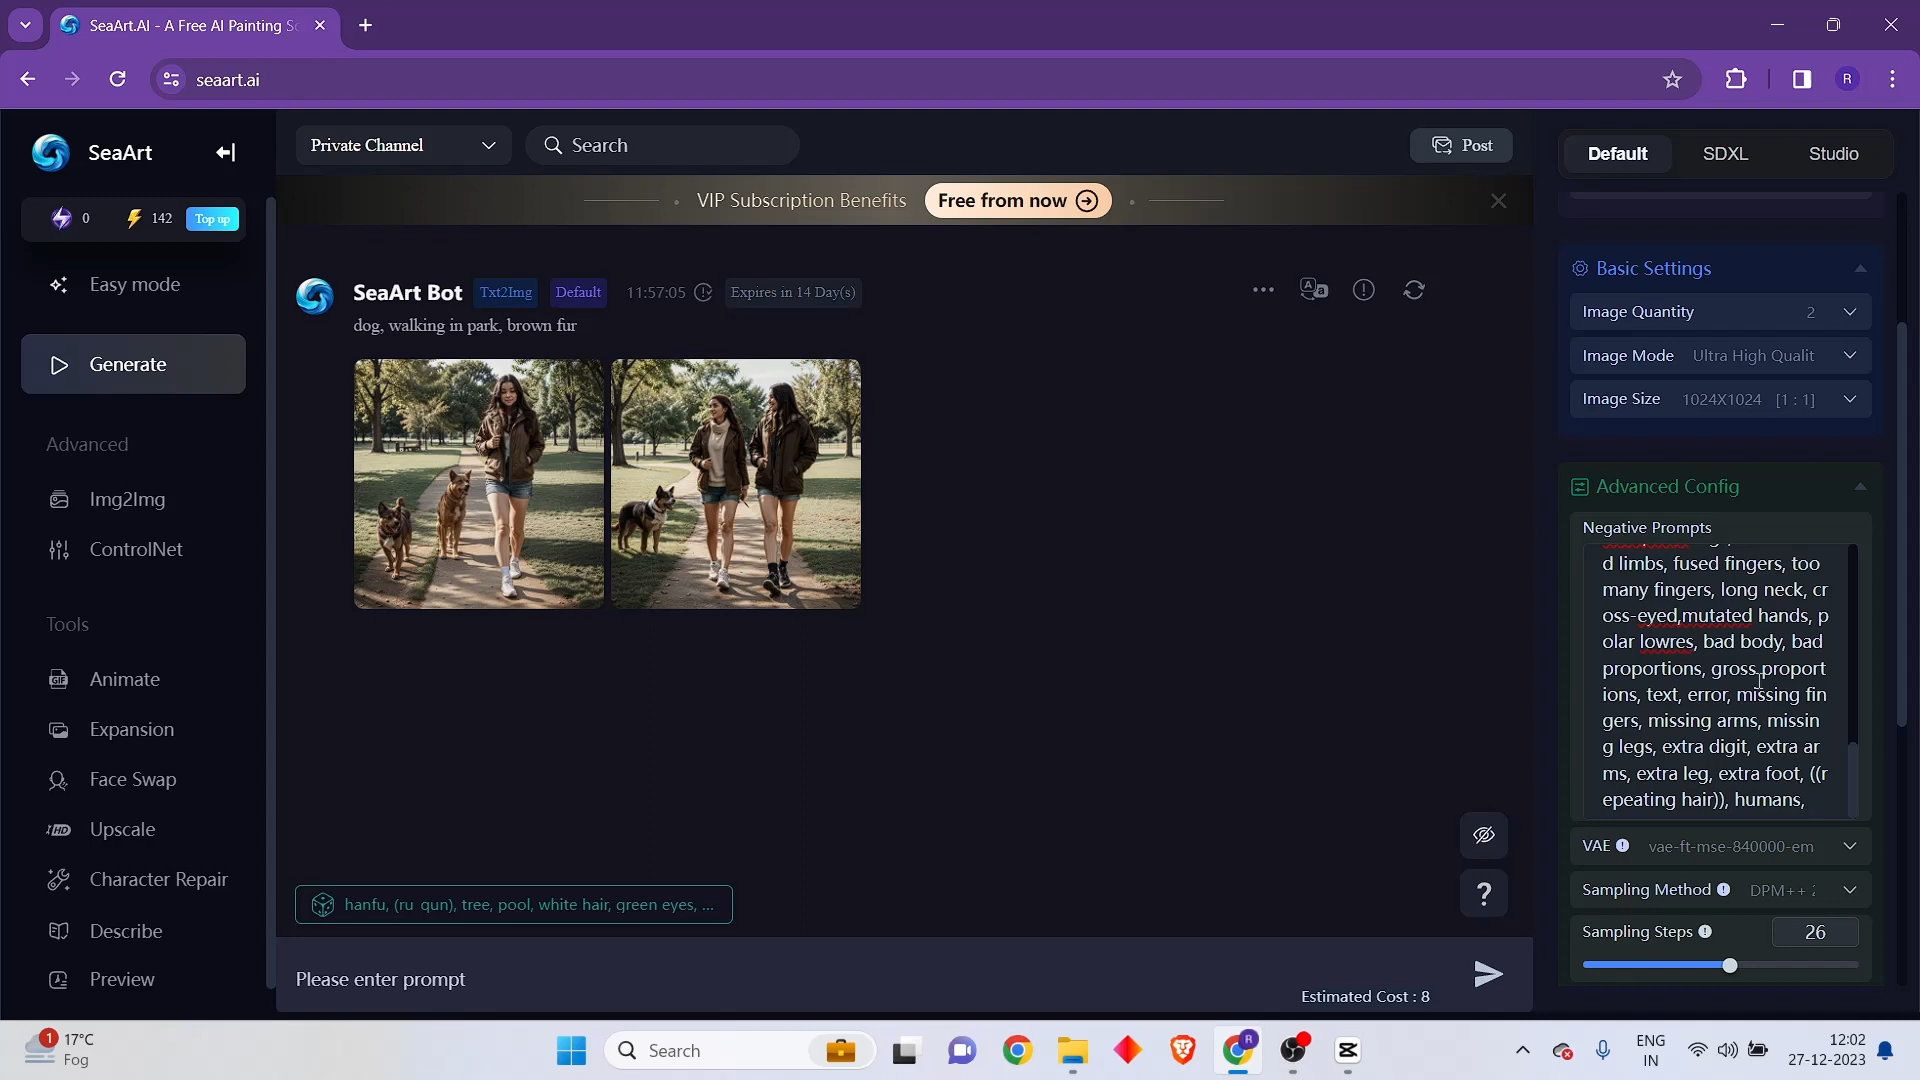 SeaArt.AI - A Free AI Painting
seaart.ai
R
SeaArt
0
142
Top up
Easy mode
Generate
Advanced
Img2Img
ControlNet
Tools
Animate
Expansion
Face Swap
Upscale
Character Repair
Describe
Preview
Private Channel
Search
Post
VIP Subscription Benefits
Free from now
SeaArt Bot
Txt2Img
Default
11:57:05
Expires in 14 Day(s)
dog, walking in park, brown fur
hanfu, (ru qun), tree, pool, white hair, green eyes, ...
?
Please enter prompt
Estimated Cost : 8
Default
SDXL
Studio
Basic Settings
Image Quantity 2
Image Mode Ultra High Qualit
Image Size 1024X1024 [1 : 1]
Advanced Config
Negative Prompts
d limbs, fused fingers, too
many fingers, long neck, cr
oss-eyed,mutated hands, p
olar lowres, bad body, bad
proportions, gross proport
ions, text, error, missing fin
gers, missing arms, missin
g legs, extra digit, extra ar
ms, extra leg, extra foot, ((r
epeating hair)), humans,
VAE vae-ft-mse-840000-em
Sampling Method DPM++
Sampling Steps 26
1
17°C
Fog
Search
R
ENG
IN
12:02
27-12-2023